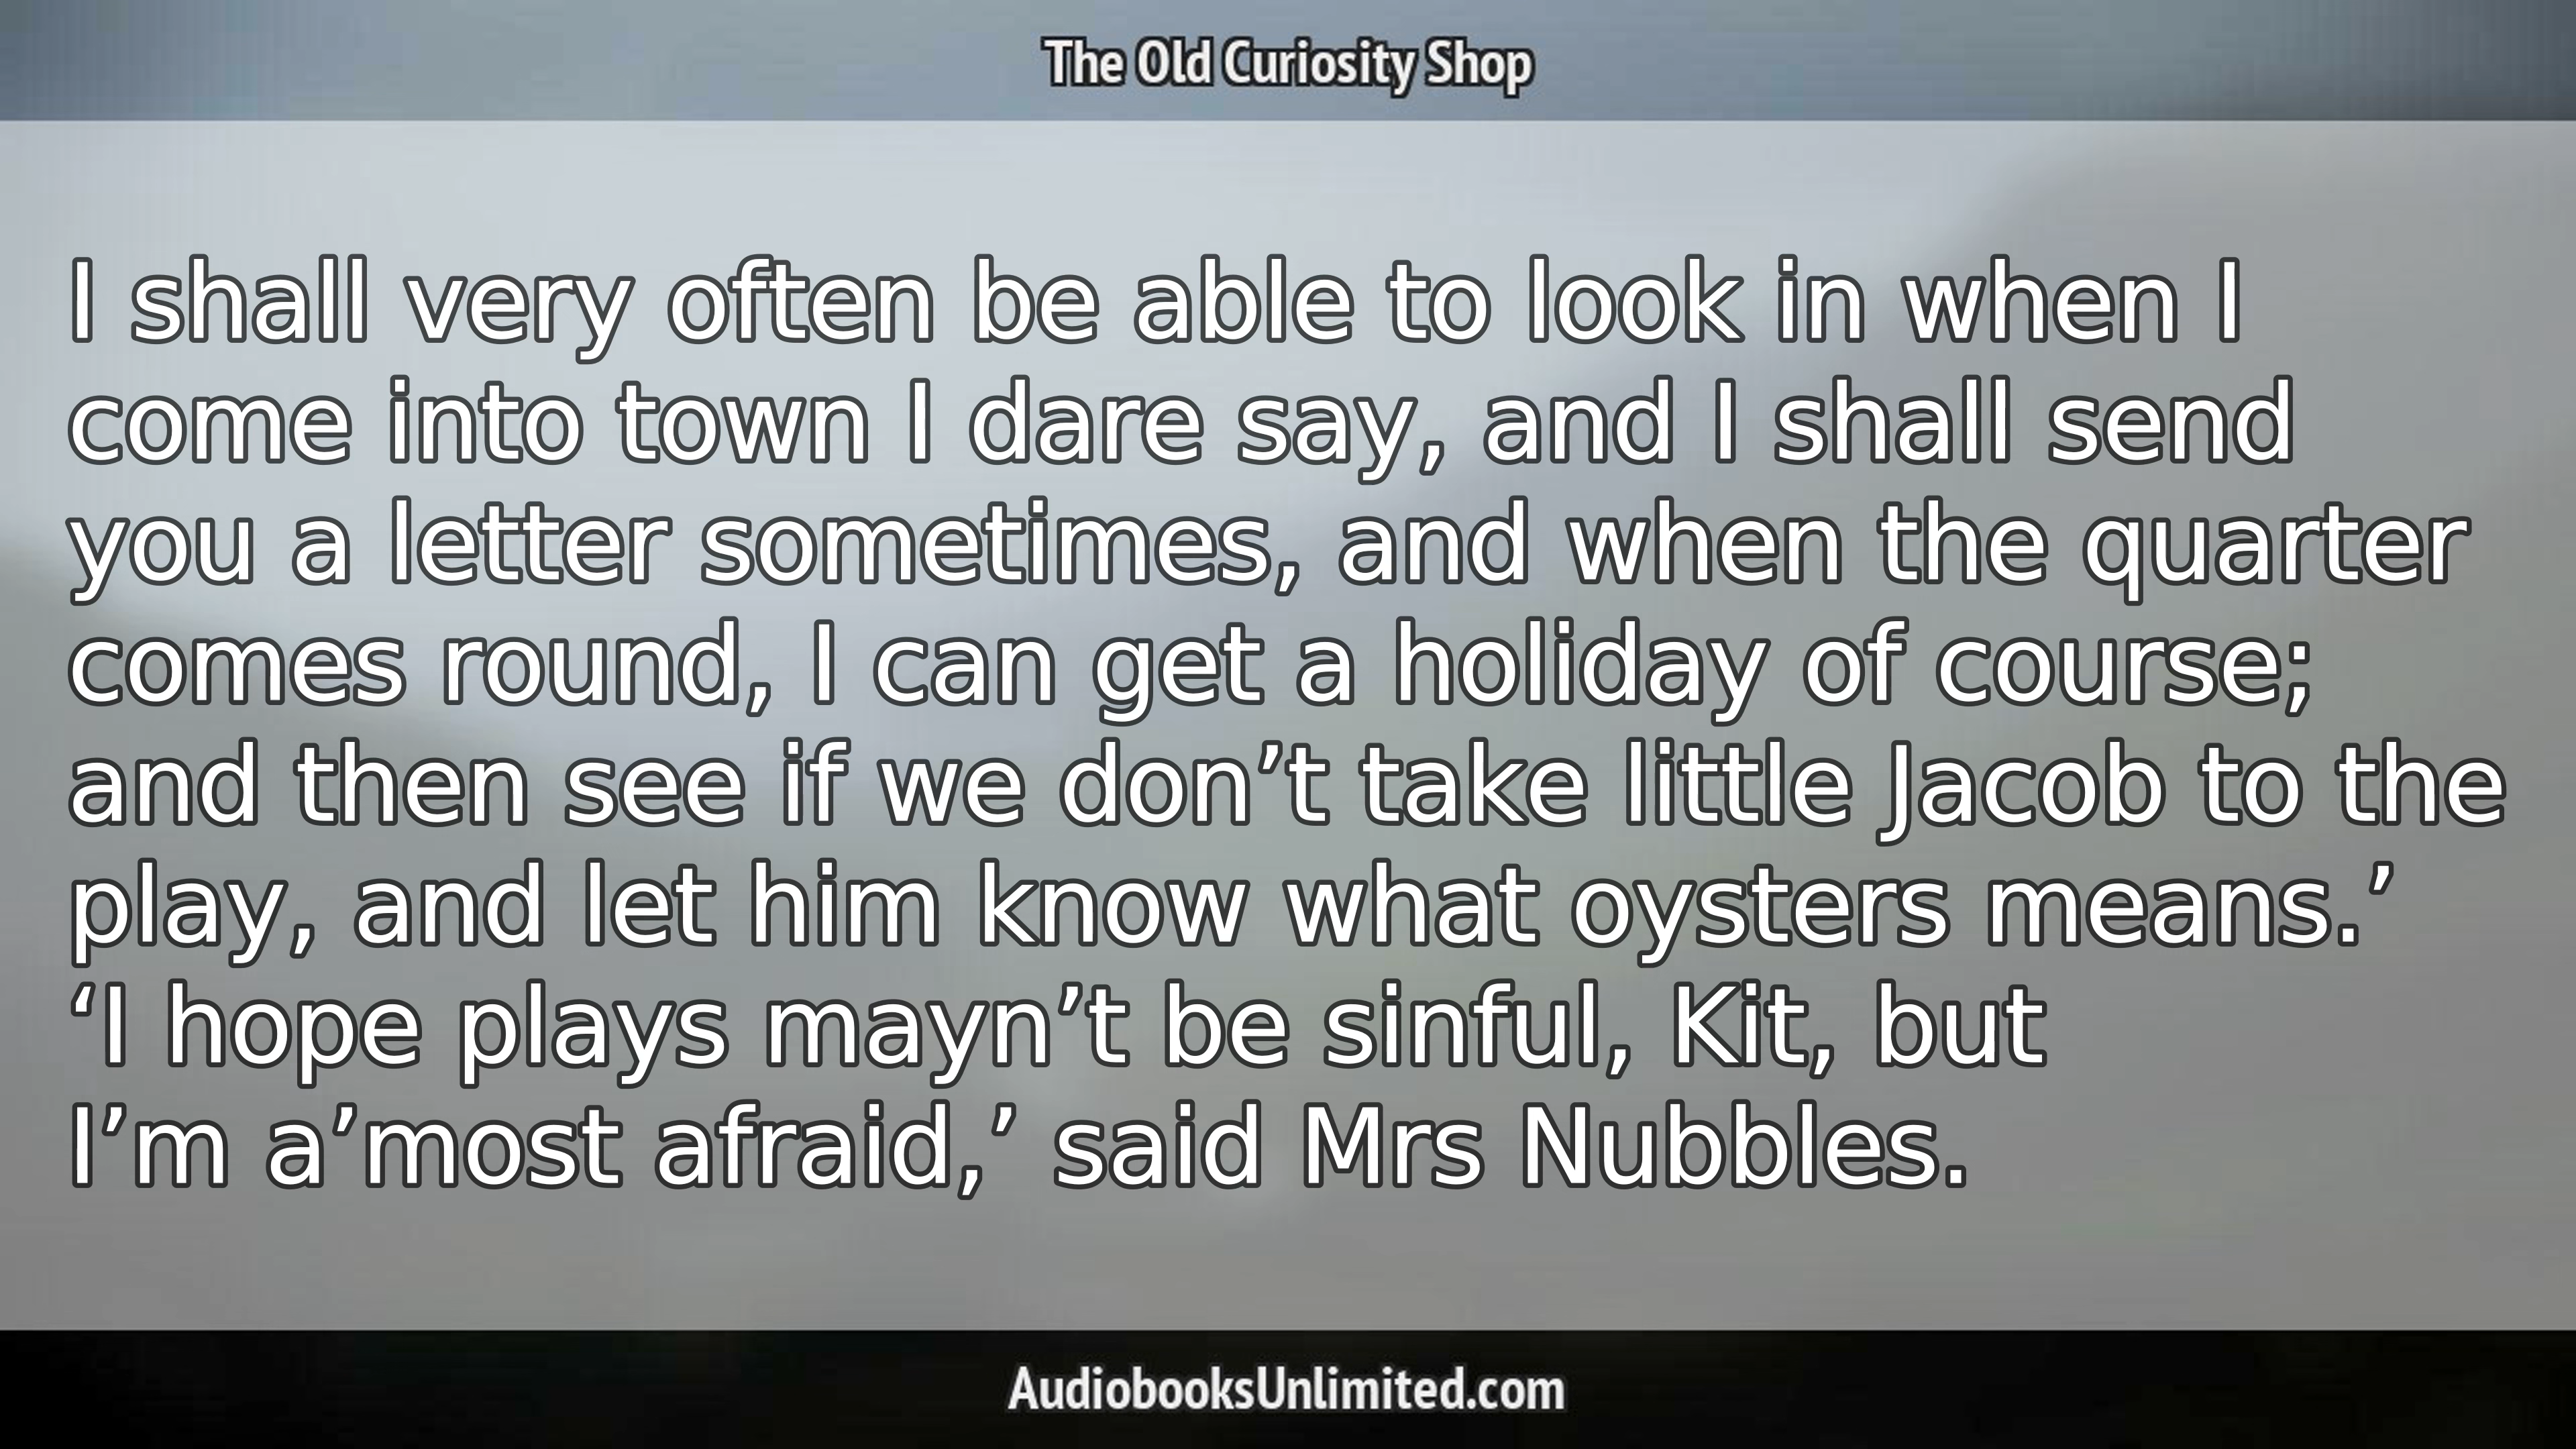 The Old Curiosity Shop
I shall very often be able to look in when I
come into town I dare say, and I shall send
you a letter sometimes, and when the quarter
comes round, I can get a holiday of course;
and then see if we don’t take little Jacob to the
play, and let him know what oysters means.’
‘I hope plays mayn’t be sinful, Kit, but
I’m a’most afraid,’ said Mrs Nubbles.
AudiobooksUnlimited.com